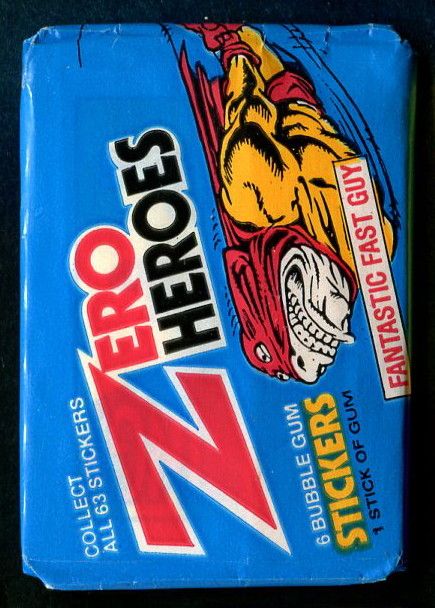 COLLECT
ALL 63 STICKERS
ZERO
HEROES
6 BUBBLE GUM
STICKERS
1 STICK OF GUM
FANTASTIC FAST GUY